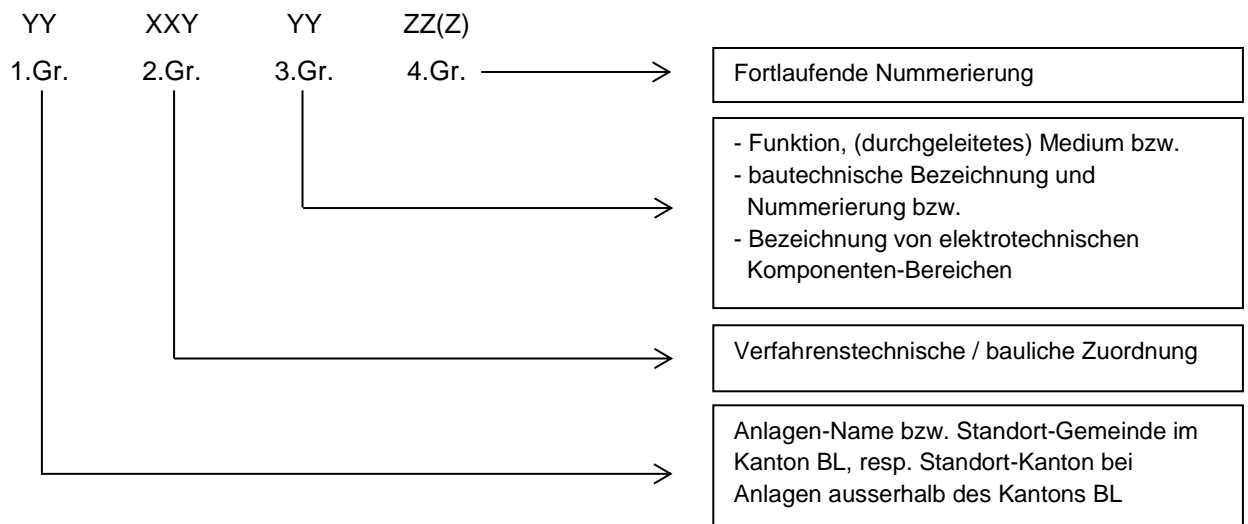 YY XXY YY ZZ(Z)
1.Gr. 2.Gr. 3.Gr. 4.Gr.
Fortlaufende Nummerierung
- Funktion, (durchgeleitetes) Medium bzw.
- bautechnische Bezeichnung und
Nummerierung bzw.
- Bezeichnung von elektrotechnischen
Komponenten-Bereichen
Verfahrenstechnische / bauliche Zuordnung
Anlagen-Name bzw. Standort-Gemeinde im
Kanton BL, resp. Standort-Kanton bei
Anlagen ausserhalb des Kantons BL